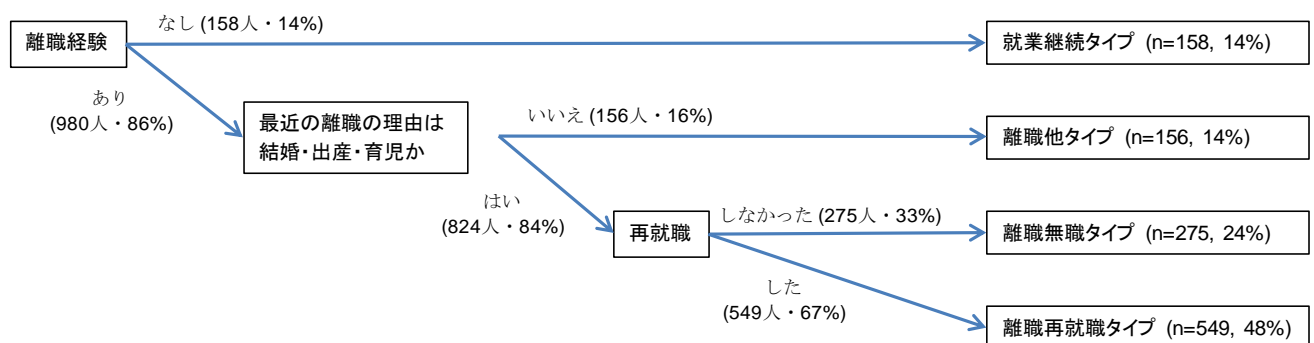 なし (158人・14%)
離職経験
就業継続タイプ (n=158, 14%)
あり
(980人・86%)
最近の離職の理由は
結婚・出産・育児か
いいえ (156人・16%)
離職他タイプ (n=156, 14%)
はい
(824人・84%)
再就職
しなかった (275人・33%)
離職無職タイプ (n=275, 24%)
した
(549人・67%)
離職再就職タイプ (n=549, 48%)